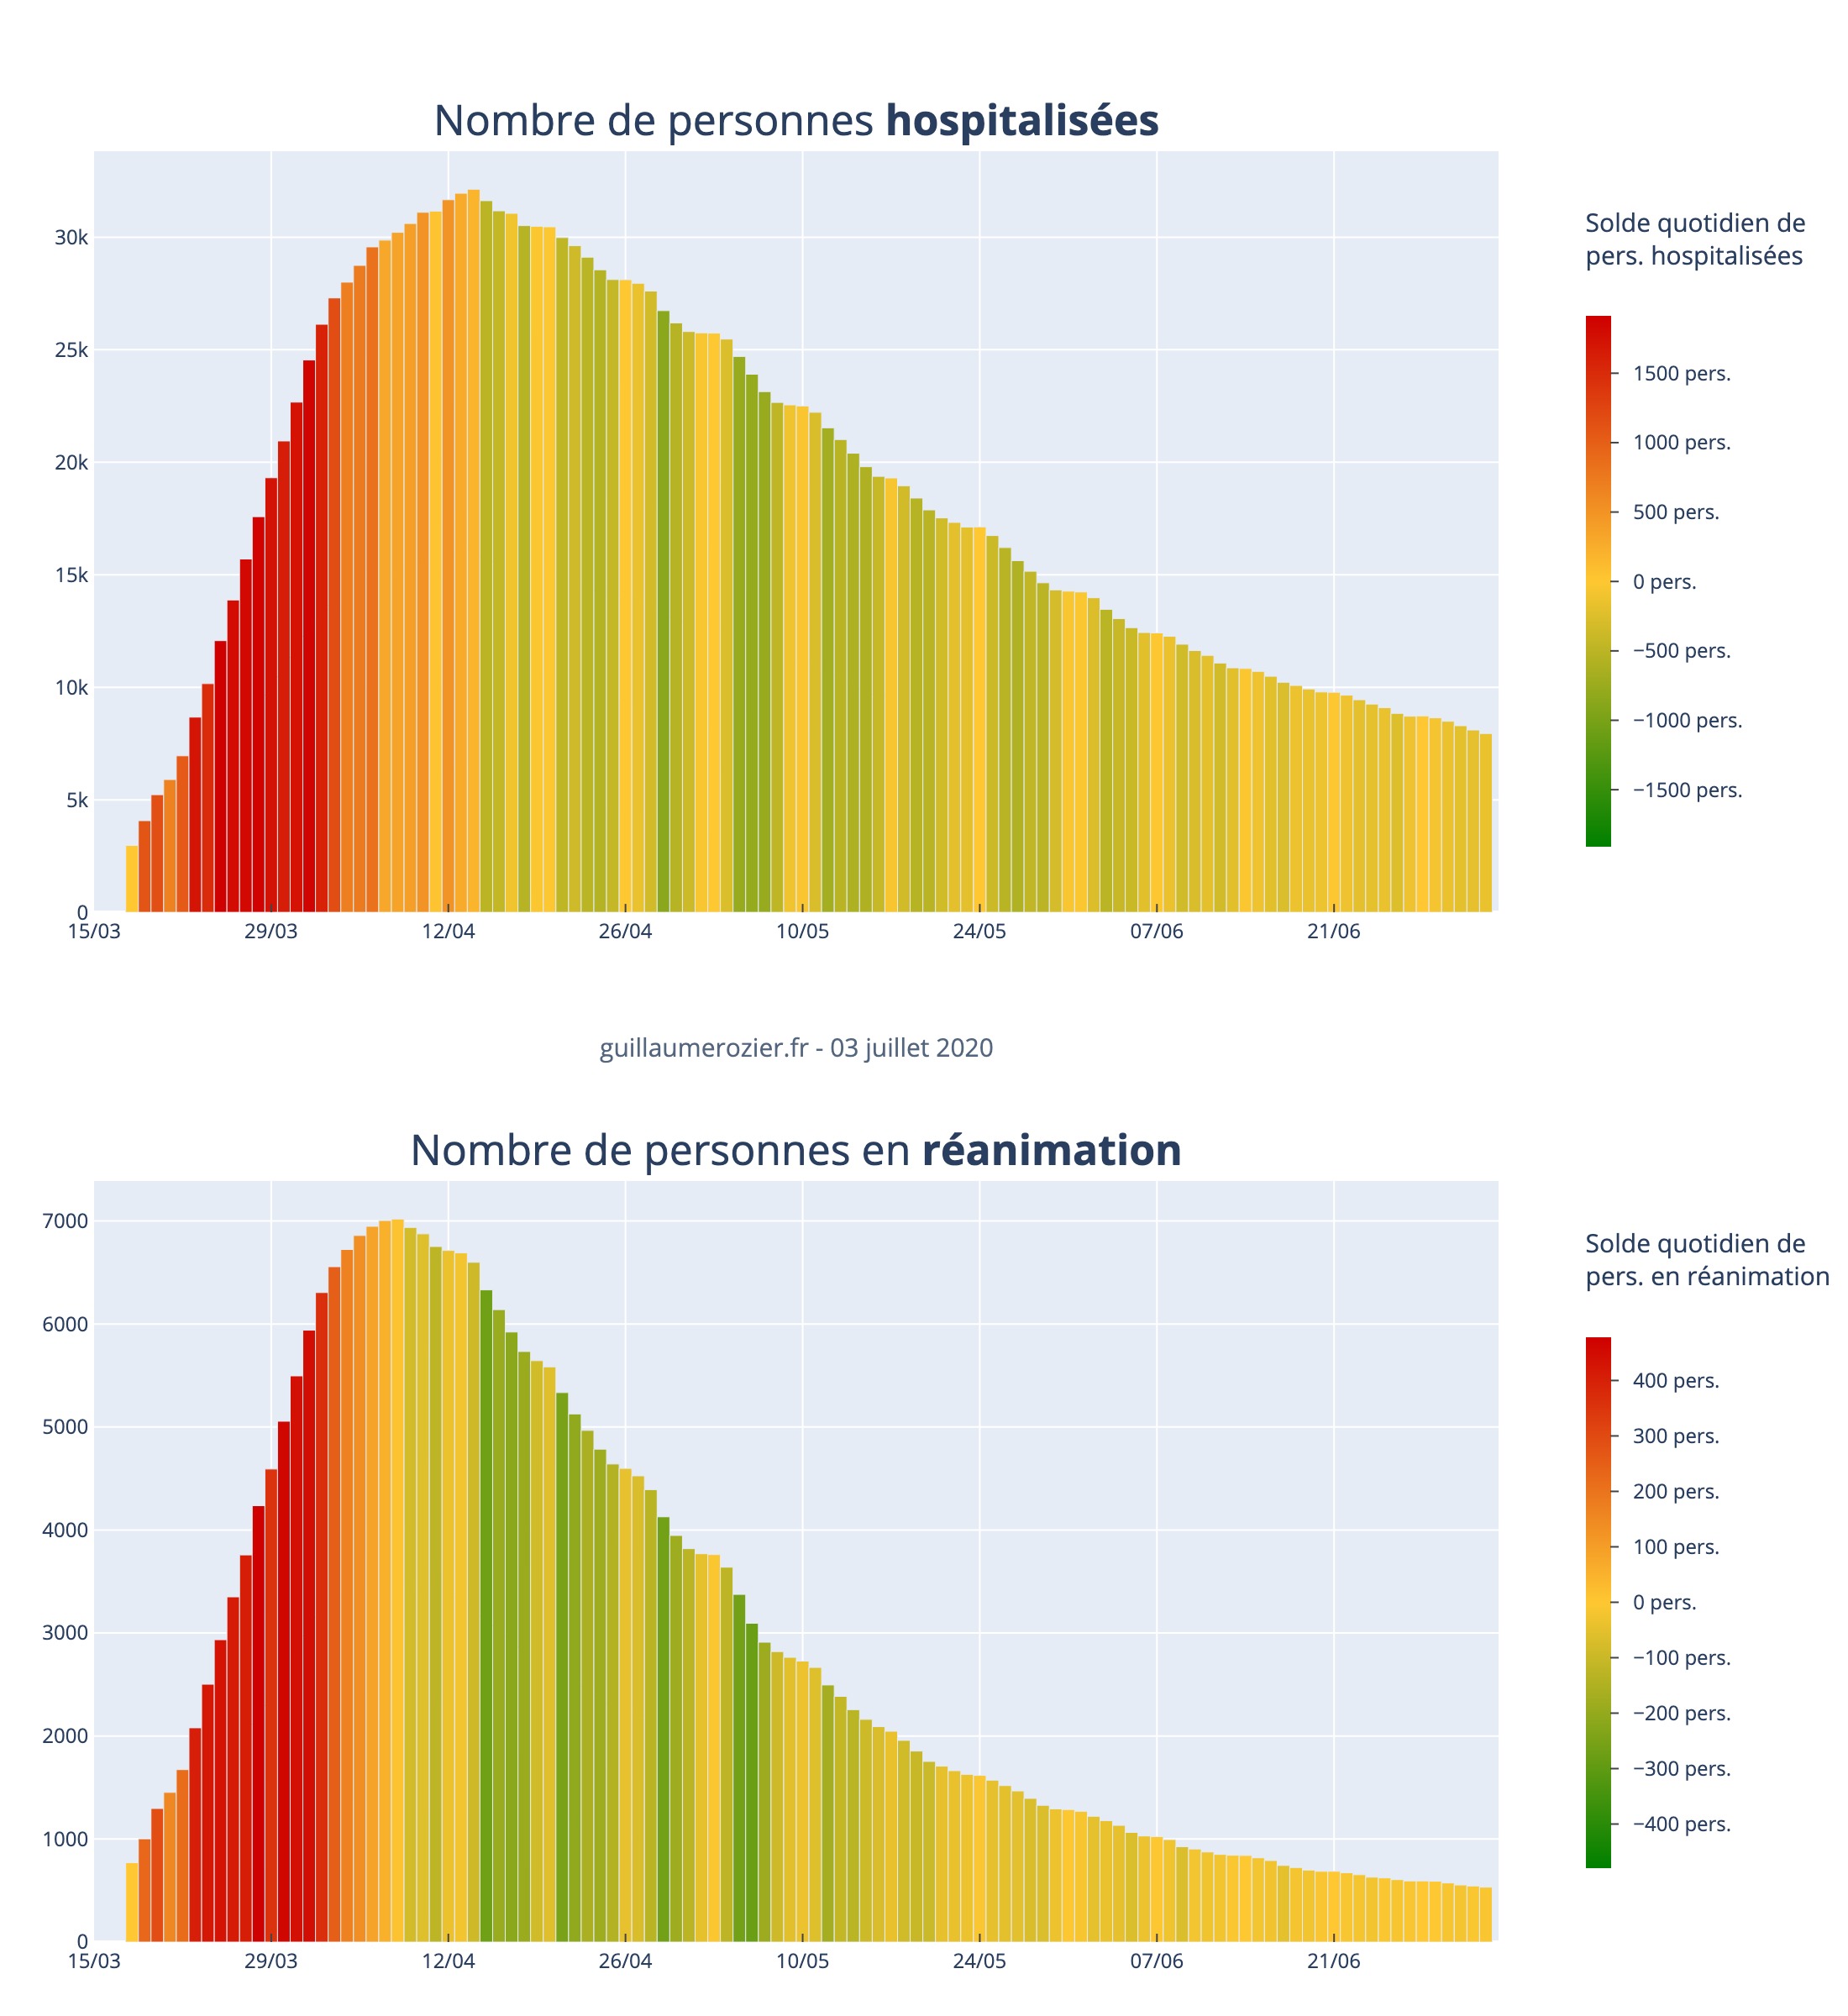 Nombre de personnes hospitalisées
Solde quotidien de
pers. hospitalisées
30k
25k
20k
15k
10k
5k
0
1500 pers.
1000 pers.
500 pers.
0 pers.
−500 pers.
−1000 pers.
−1500 pers.
15/03
29/03
12/04
26/04
10/05
24/05
07/06
21/06
guillaumerozier.fr - 03 juillet 2020
Nombre de personnes en réanimation
Solde quotidien de
pers. en réanimation
7000
6000
5000
4000
3000
2000
1000
0
400 pers.
300 pers.
200 pers.
100 pers.
0 pers.
−100 pers.
−200 pers.
−300 pers.
−400 pers.
15/03
29/03
12/04
26/04
10/05
24/05
07/06
21/06